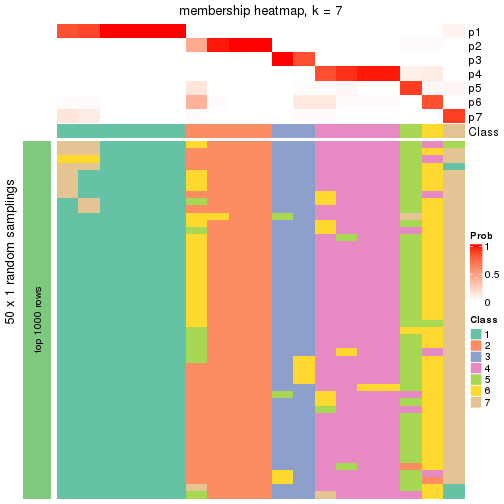 membership heatmap, k = 7
p1
p2
p3
p4
p5
p6
p7
Class
50 x 1 random samplings
top 1000 rows
Prob
1
0.5
0
Class
1
2
3
4
5
6
7